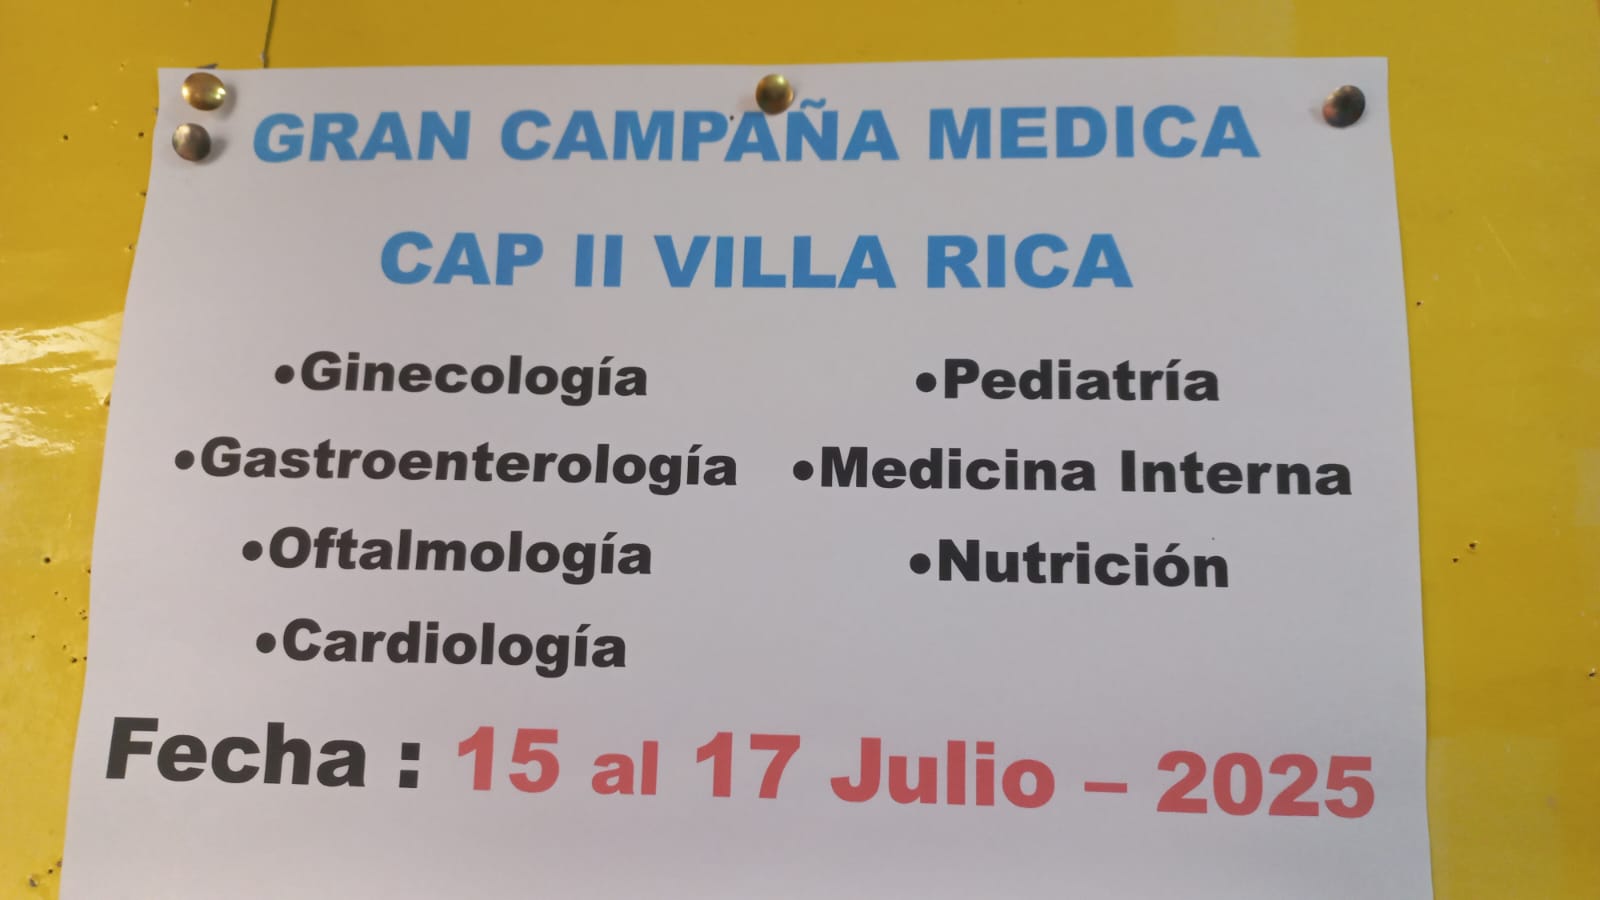 GRAN CAMPAÑA MEDICA
CAP II VILLA RICA
•Ginecología •Pediatría
•Gastroenterología •Medicina Interna
•Oftalmología •Nutrición
•Cardiología
Fecha : 15 al 17 Julio – 2025